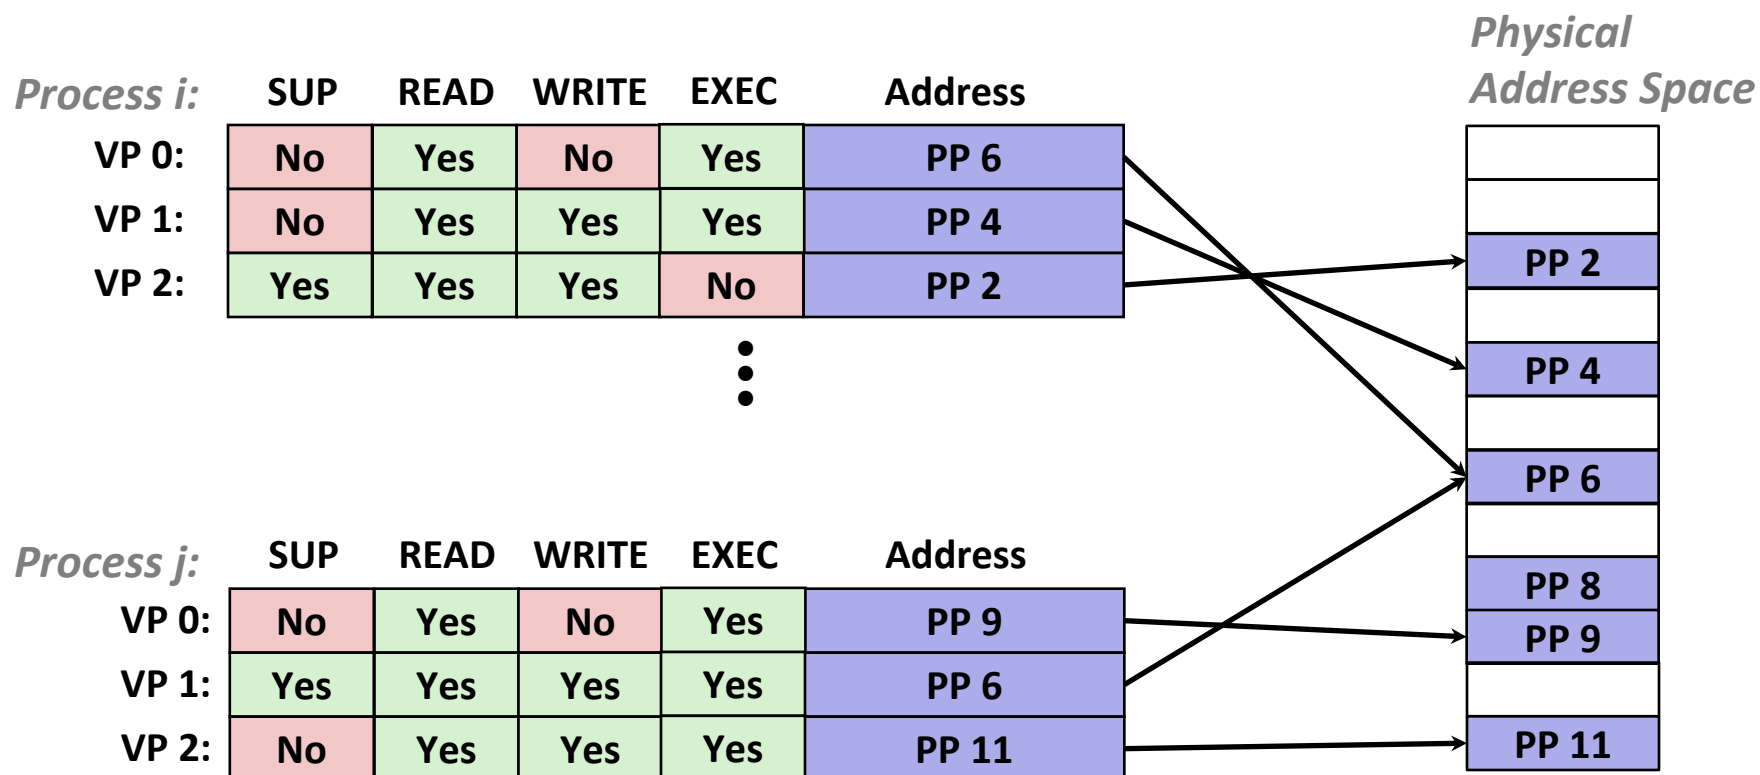 Physical
Address Space
Process i: SUP READ WRITE EXEC Address
VP 0: No Yes No Yes PP 6
VP 1: No Yes Yes Yes PP 4
VP 2: Yes Yes Yes No PP 2
PP 2
PP 4
PP 6
PP 8
PP 9
PP 11
Process j: SUP READ WRITE EXEC Address
VP 0: No Yes No Yes PP 9
VP 1: Yes Yes Yes Yes PP 6
VP 2: No Yes Yes Yes PP 11